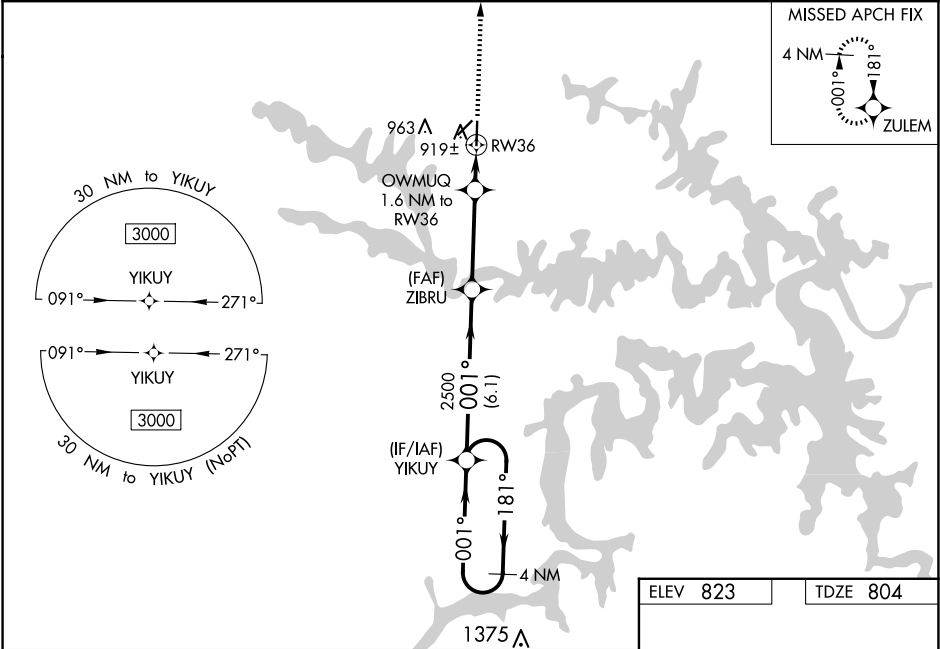 MISSED APCH FIX
4 NM
181°
001°
ZULEM
963
919±
RW36
OWMUQ
1.6 NM to
RW36
30 NM to YIKUY
3000
YIKUY
091°
271°
(FAF)
ZIBRU
091°
271°
YIKUY
3000
30 NM to YIKUY (NoPT)
2500
001°
(6.1)
(IF/IAF)
YIKUY
181°
001°
4 NM
1375
ELEV 823
TDZE 804